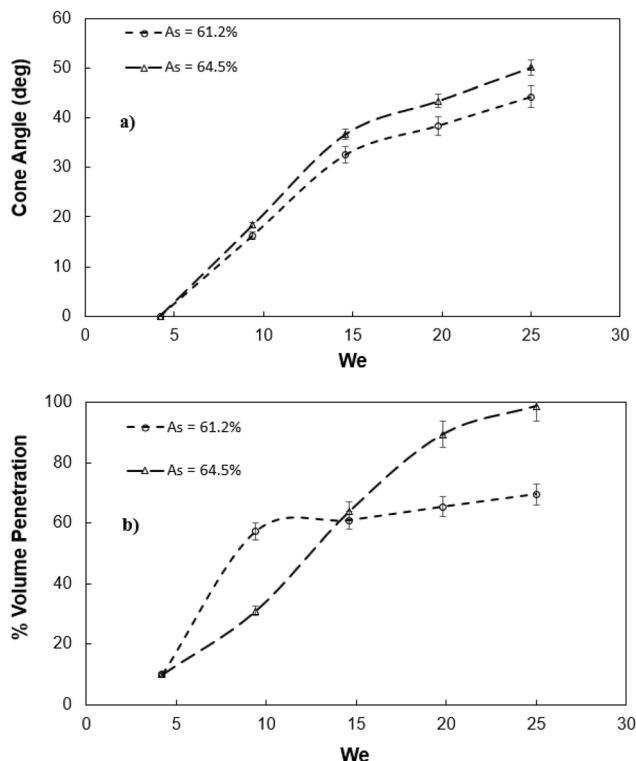 60
50
40
30
20
10
0
Cone Angle (deg)
As = 61.2%
As = 64.5%
a)
0 5 10 15 20 25 30
We
100
80
60
40
20
0
% Volume Penetration
As = 61.2%
As = 64.5%
b)
0 5 10 15 20 25 30
We